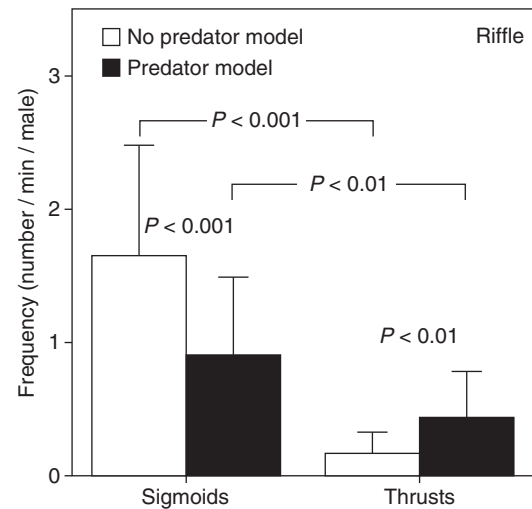 No predator model
Riffle
Predator model
3
2
1
0
Frequency (number / min / male)
P < 0.001
P < 0.01
P < 0.001
P < 0.01
Sigmoids
Thrusts